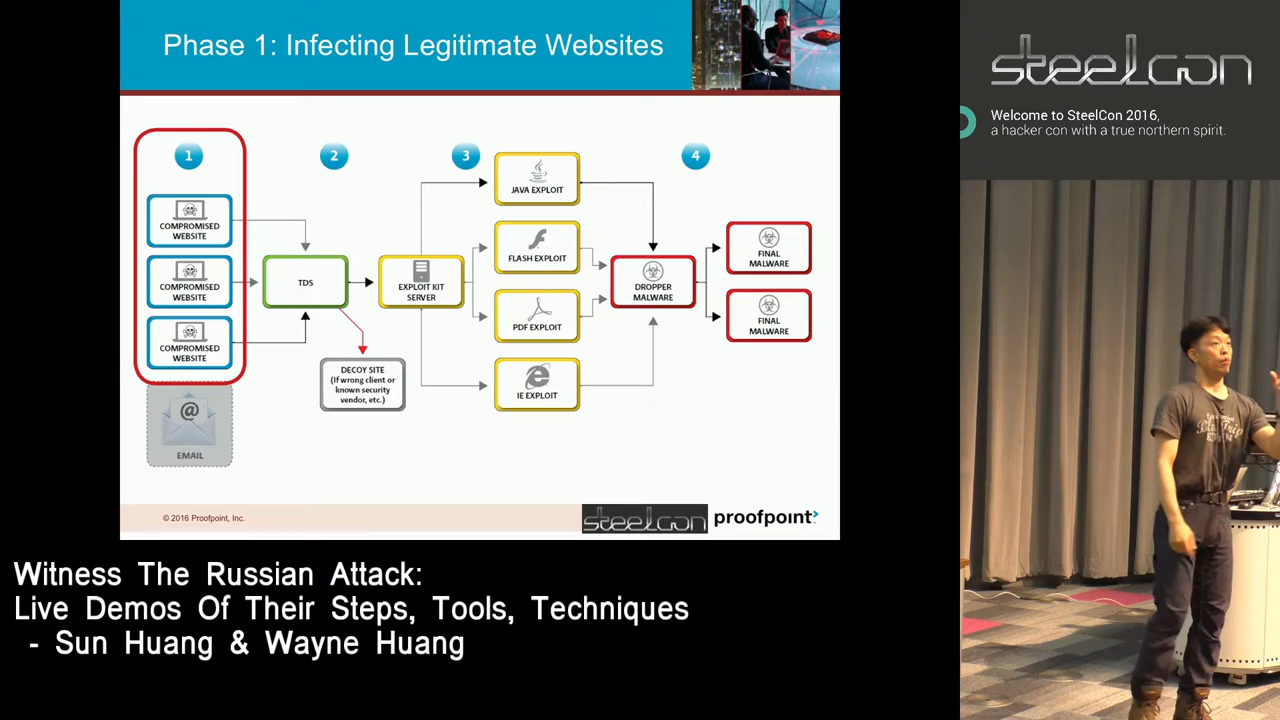 Phase 1: Infecting Legitimate Websites
steelcon
Welcome to SteelCon 2016,
a hacker con with a true northern spirit.
1
2
3
4
COMPROMISED
WEBSITE
COMPROMISED
WEBSITE
COMPROMISED
WEBSITE
@
EMAIL
TDS
DECOY SITE
(If wrong client or
known security
vendor, etc.)
EXPLOIT KIT
SERVER
JAVA EXPLOIT
FLASH EXPLOIT
PDF EXPLOIT
IE EXPLOIT
DROPPER
MALWARE
FINAL
MALWARE
FINAL
MALWARE
© 2016 Proofpoint, Inc.
steelcon
proofpoint
Witness The Russian Attack:
Live Demos Of Their Steps, Tools, Techniques
- Sun Huang & Wayne Huang